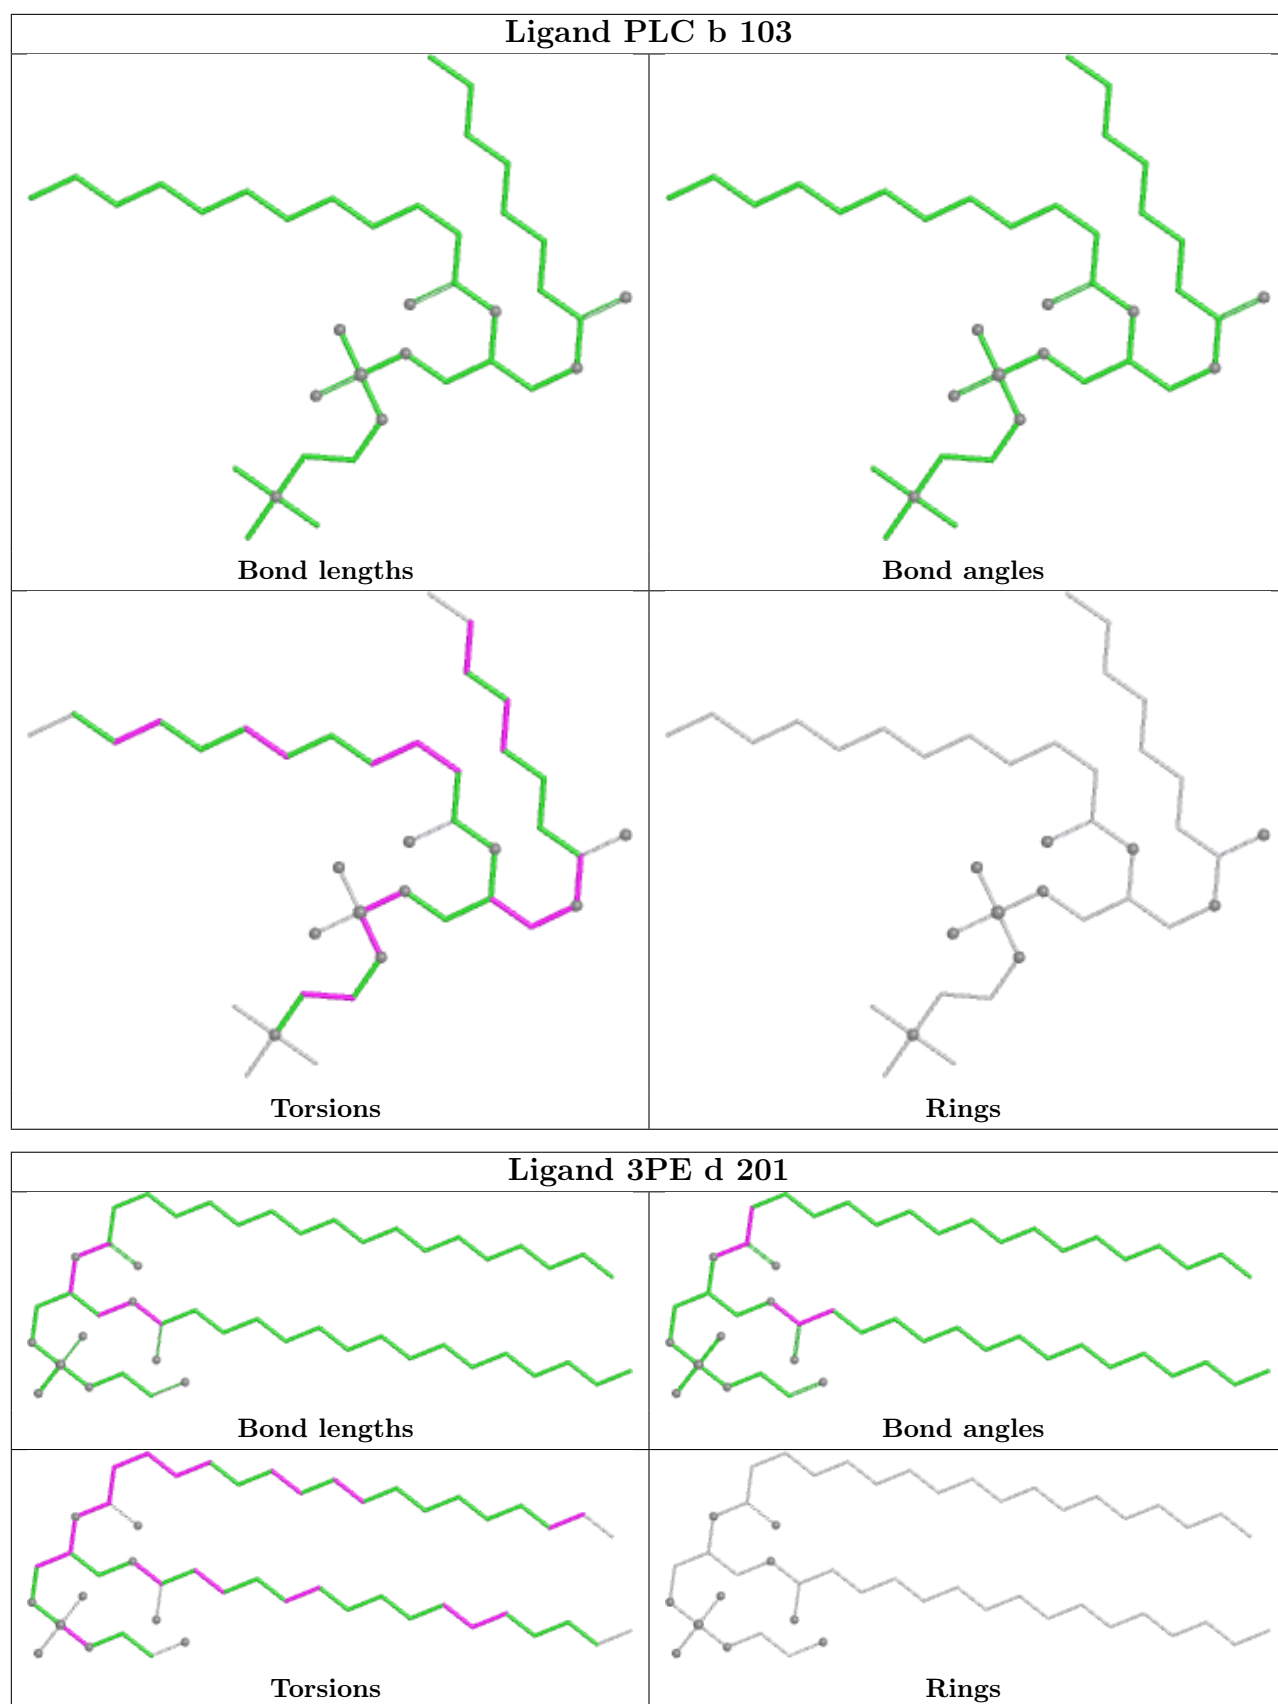 Ligand PLC b 103
Bond lengths
Bond angles
Torsions
Rings
Ligand 3PE d 201
Bond lengths
Bond angles
Torsions
Rings